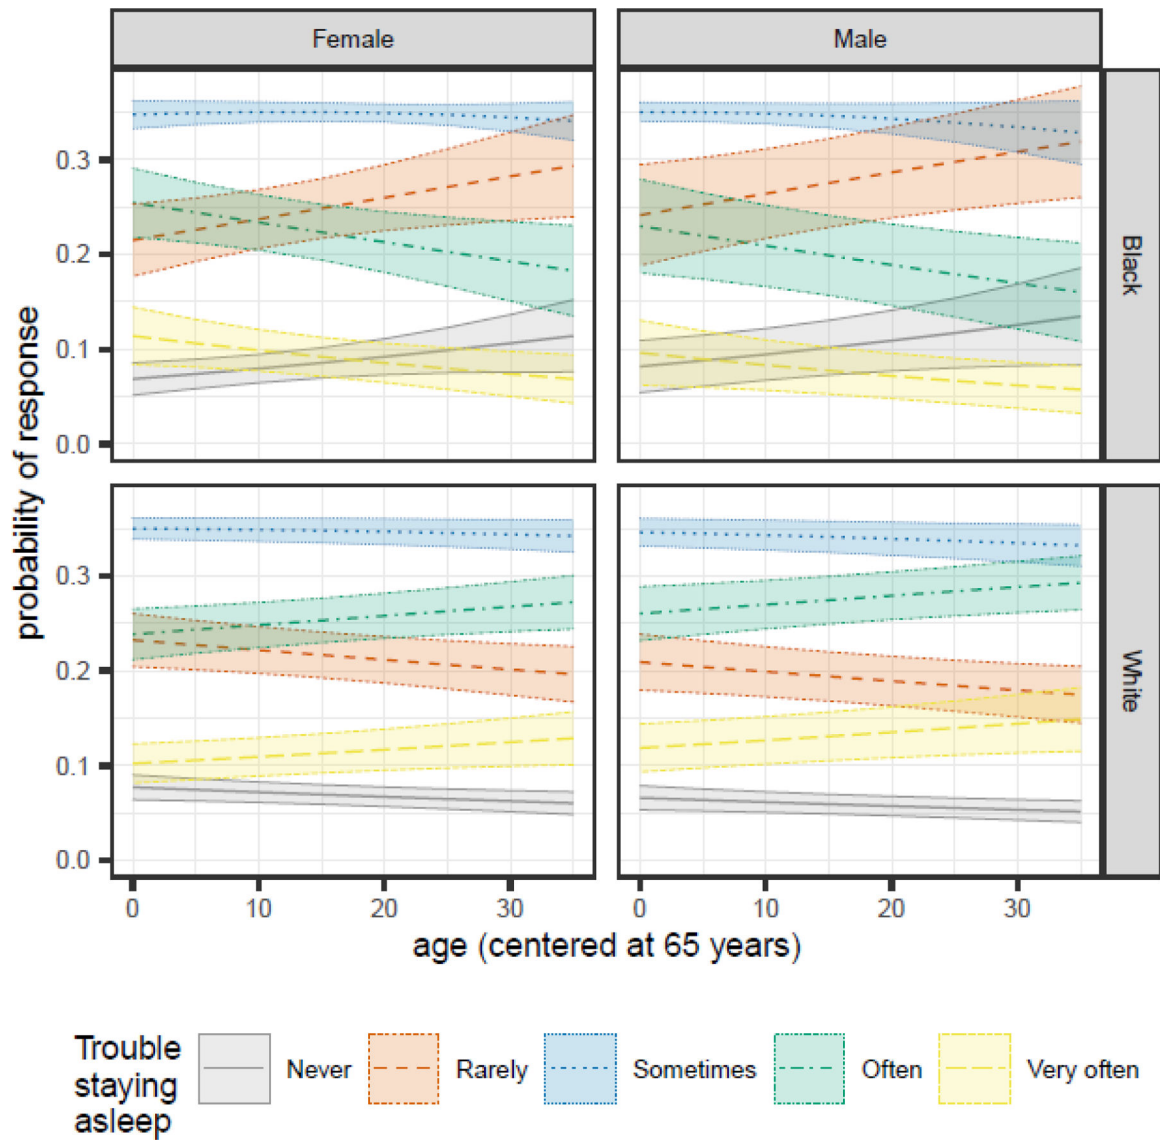 Female
Male
Black
White
probability of response
0.3
0.2
0.1
0.0
0.3
0.2
0.1
0.0
0 10 20 30
0 10 20 30
age (centered at 65 years)
Trouble
staying
asleep
Never
Rarely
Sometimes
Often
Very often